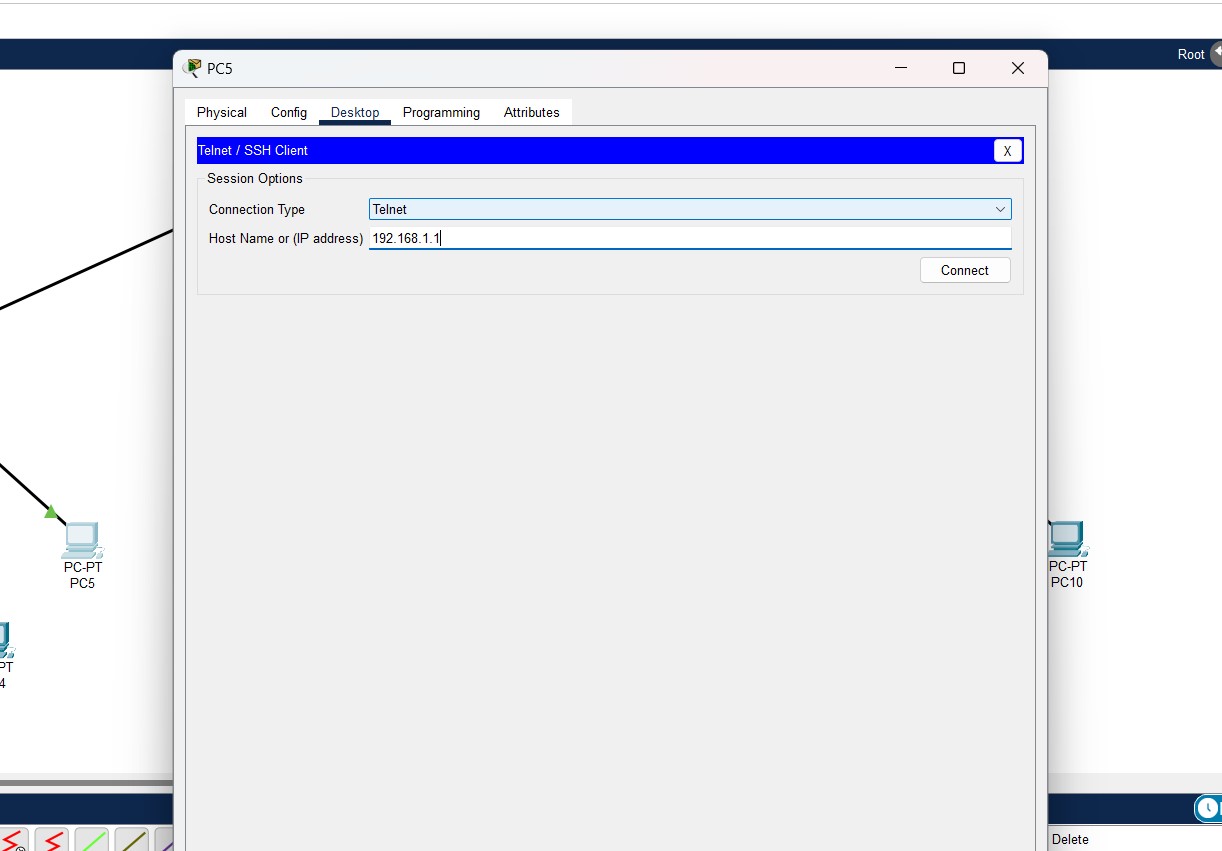 Root
PC5
Physical Config Desktop Programming Attributes
Telnet / SSH Client X
Session Options
Connection Type Telnet
Host Name or (IP address) 192.168.1.1
Connect
PC-PT
PC5
PC-PT
PC10
PT
4
Delete